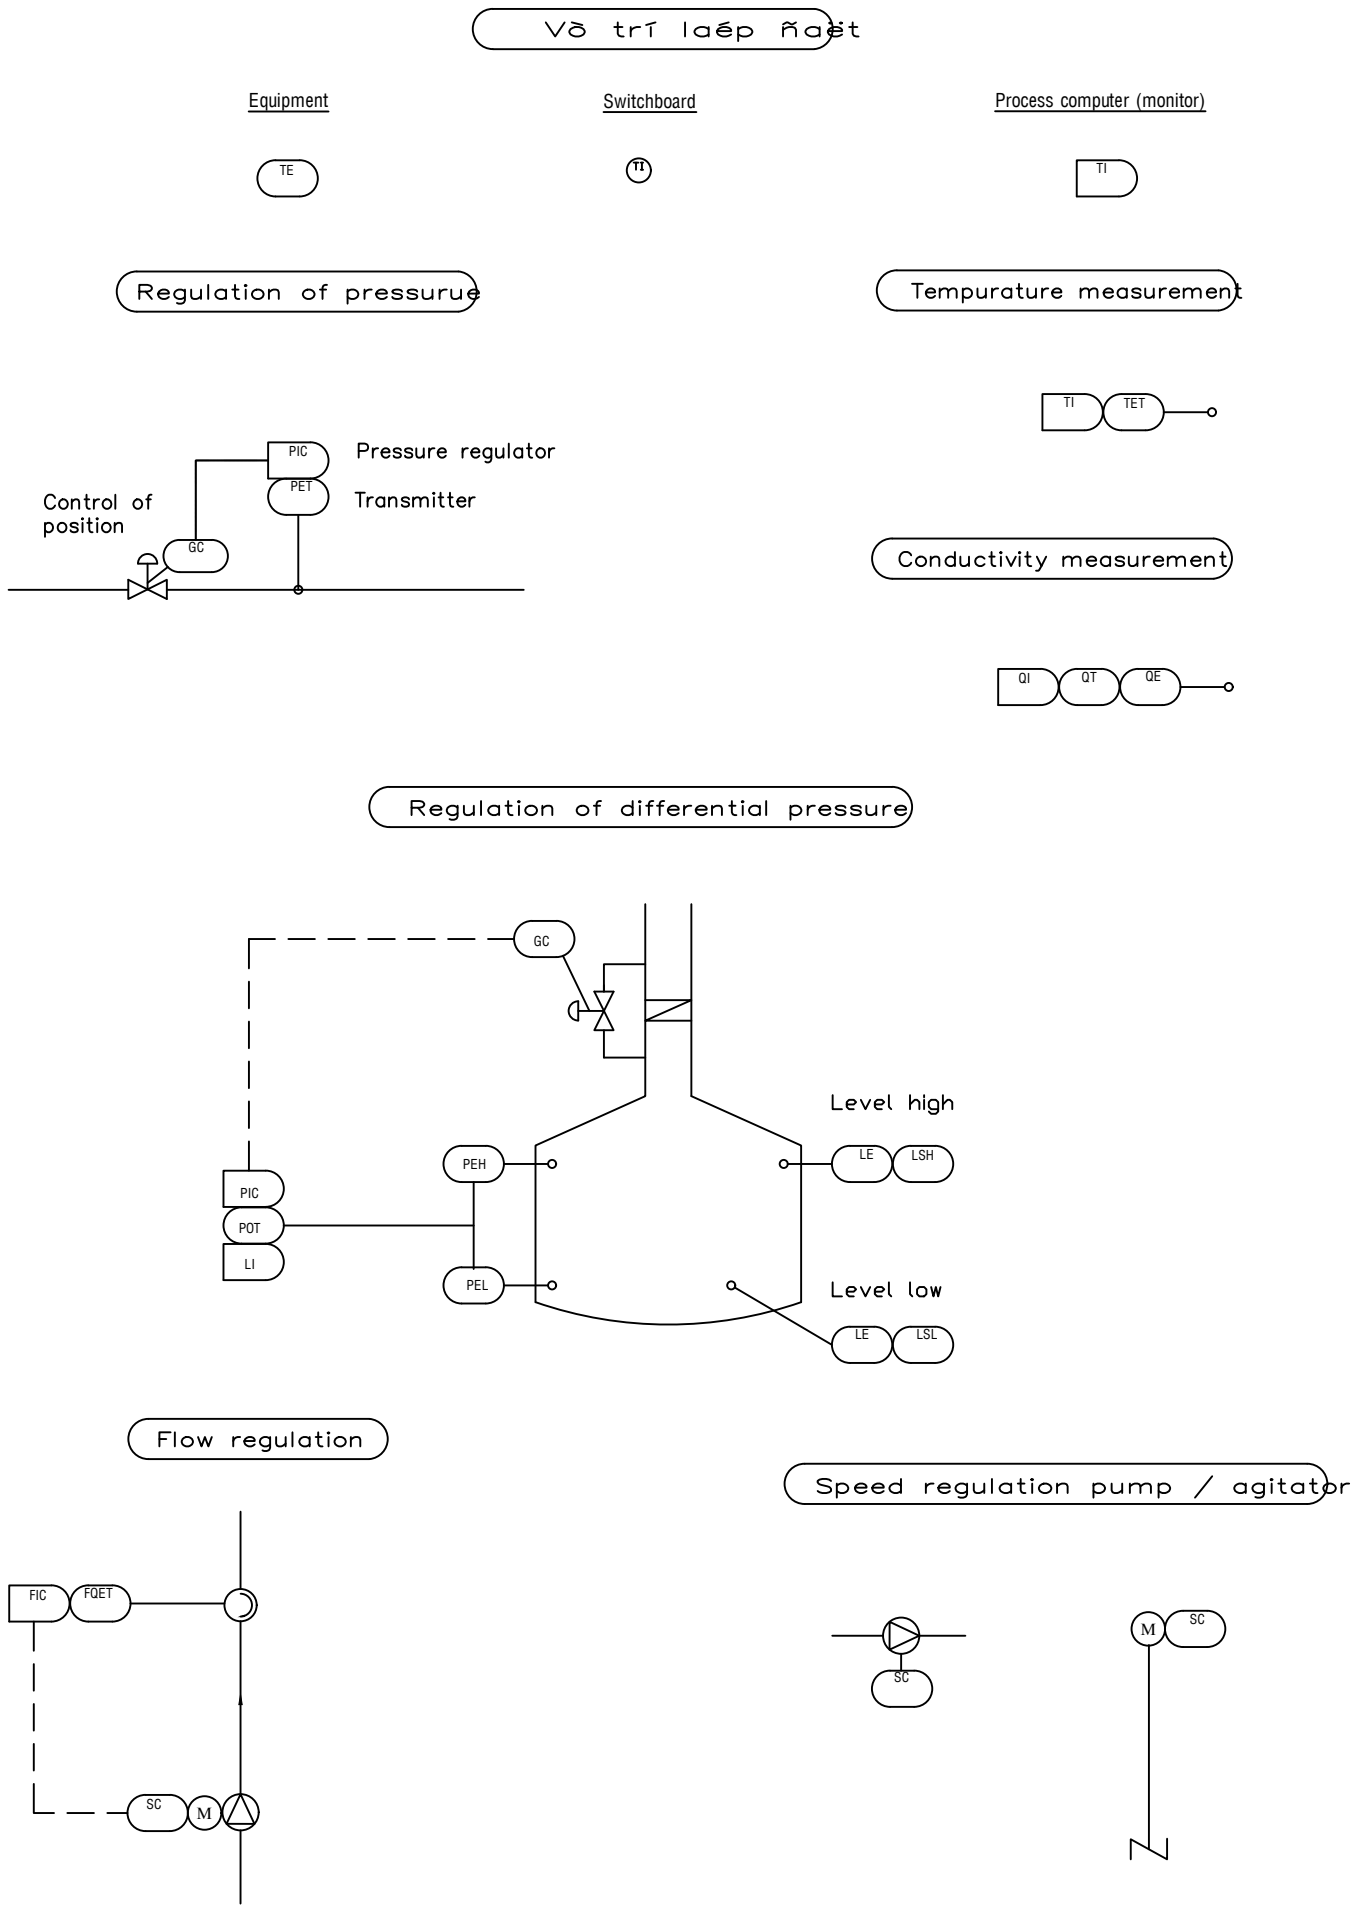 Vò trí laép ñaët
Equipment
Switchboard
Process computer (monitor)
TE
TI
TI
Regulation of pressurue
Tempurature measurement
TI
TET
PIC
Pressure regulator
PET
Transmitter
Control of
position
GC
Conductivity measurement
QI
QT
QE
Regulation of differential pressure
GC
Level high
PEH
LE
LSH
PIC
POT
LI
PEL
Level low
LE
LSL
Flow regulation
Speed regulation pump / agitator
FIC
FQET
M
SC
SC
SC
M